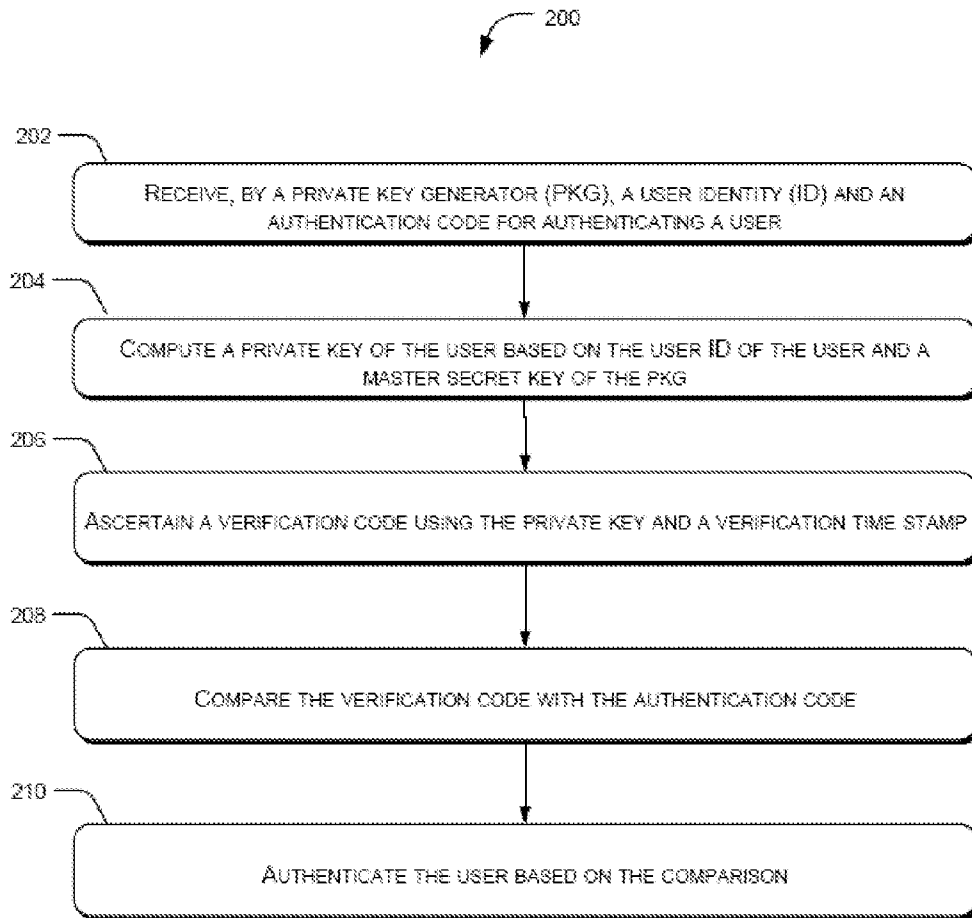 200
202
RECEIVE, BY A PRIVATE KEY GENERATOR (PKG), A USER IDENTITY (ID) AND AN
AUTHENTICATION CODE FOR AUTHENTICATING A USER
204
COMPUTE A PRIVATE KEY OF THE USER BASED ON THE USER ID OF THE USER AND A
MASTER SECRET KEY OF THE PKG
206
ASCERTAIN A VERIFICATION CODE USING THE PRIVATE KEY AND A VERIFICATION TIME STAMP
208
COMPARE THE VERIFICATION CODE WITH THE AUTHENTICATION CODE
210
AUTHENTICATE THE USER BASED ON THE COMPARISON